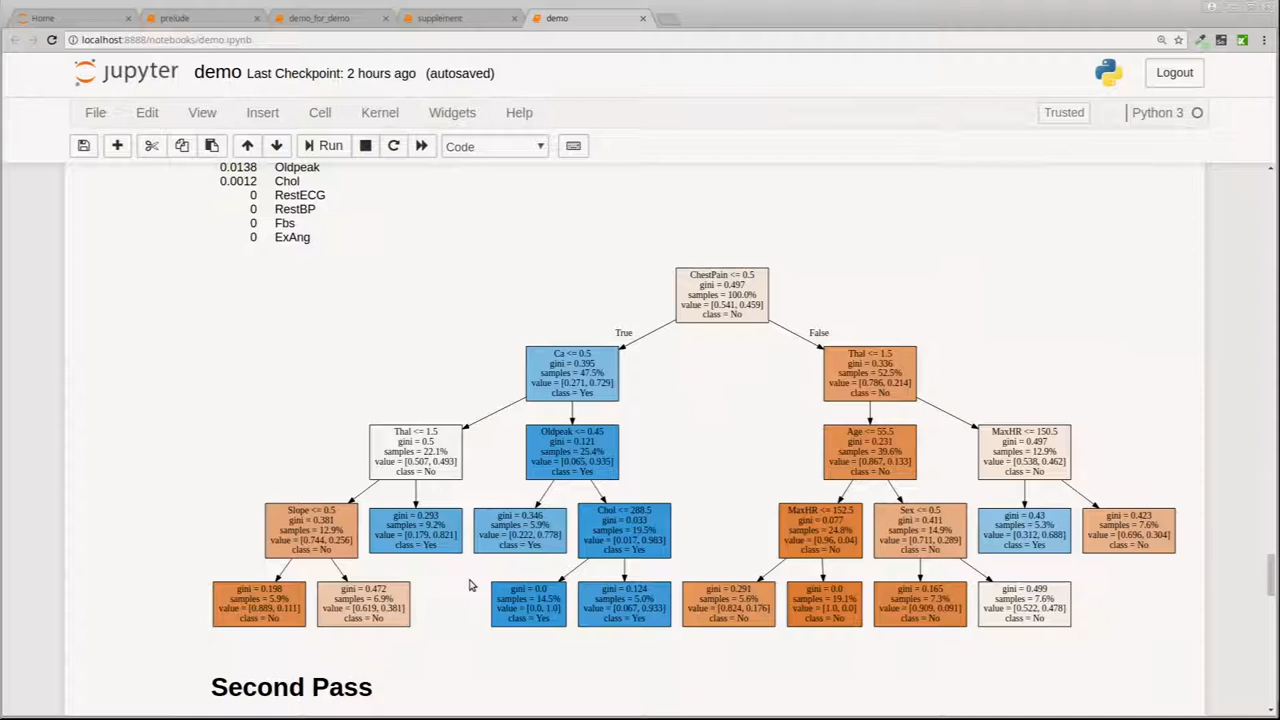 Home
prelude
demo_for_demo
supplement
demo
localhost:8888/notebooks/demo.ipynb
jupyter demo Last Checkpoint: 2 hours ago (autosaved)
Logout
File Edit View Insert Cell Kernel Widgets Help
Trusted
Python 3
Run
Code
0.0138 Oldpeak
0.0012 Chol
0 RestECG
0 RestBP
0 Fbs
0 ExAng
ChestPain <= 0.5
gini = 0.497
samples = 100.0%
value = [0.541, 0.459]
class = No
True
False
Ca <= 0.5
gini = 0.395
samples = 47.5%
value = [0.271, 0.729]
class = Yes
Thal <= 1.5
gini = 0.336
samples = 52.5%
value = [0.786, 0.214]
class = No
Thal <= 1.5
gini = 0.5
samples = 22.1%
value = [0.507, 0.493]
class = No
Oldpeak <= 0.45
gini = 0.121
samples = 25.4%
value = [0.065, 0.935]
class = Yes
Age <= 55.5
gini = 0.231
samples = 39.6%
value = [0.867, 0.133]
class = No
MaxHR <= 150.5
gini = 0.497
samples = 12.9%
value = [0.538, 0.462]
class = No
Slope <= 0.5
gini = 0.381
samples = 12.9%
value = [0.744, 0.256]
class = No
gini = 0.293
samples = 9.2%
value = [0.179, 0.821]
class = Yes
gini = 0.346
samples = 5.9%
value = [0.222, 0.778]
class = Yes
Chol <= 288.5
gini = 0.033
samples = 19.5%
value = [0.017, 0.983]
class = Yes
MaxHR <= 152.5
gini = 0.077
samples = 24.8%
value = [0.96, 0.04]
class = No
Sex <= 0.5
gini = 0.411
samples = 14.9%
value = [0.711, 0.289]
class = No
gini = 0.43
samples = 5.3%
value = [0.312, 0.688]
class = Yes
gini = 0.423
samples = 7.6%
value = [0.696, 0.304]
class = No
gini = 0.198
samples = 5.9%
value = [0.889, 0.111]
class = No
gini = 0.472
samples = 6.9%
value = [0.619, 0.381]
class = No
gini = 0.0
samples = 14.5%
value = [0.0, 1.0]
class = Yes
gini = 0.124
samples = 5.0%
value = [0.067, 0.933]
class = Yes
gini = 0.291
samples = 5.6%
value = [0.824, 0.176]
class = No
gini = 0.0
samples = 19.1%
value = [1.0, 0.0]
class = No
gini = 0.165
samples = 7.3%
value = [0.909, 0.091]
class = No
gini = 0.499
samples = 7.6%
value = [0.522, 0.478]
class = No
Second Pass